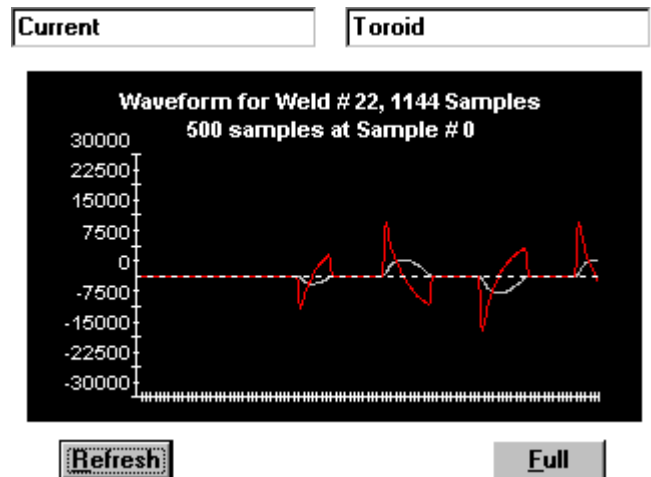 Current
Toroid
Waveform for Weld # 22, 1144 Samples
500 samples at Sample # 0
30000
22500
15000
7500
0
-7500
-15000
-22500
-30000
Refresh
Full